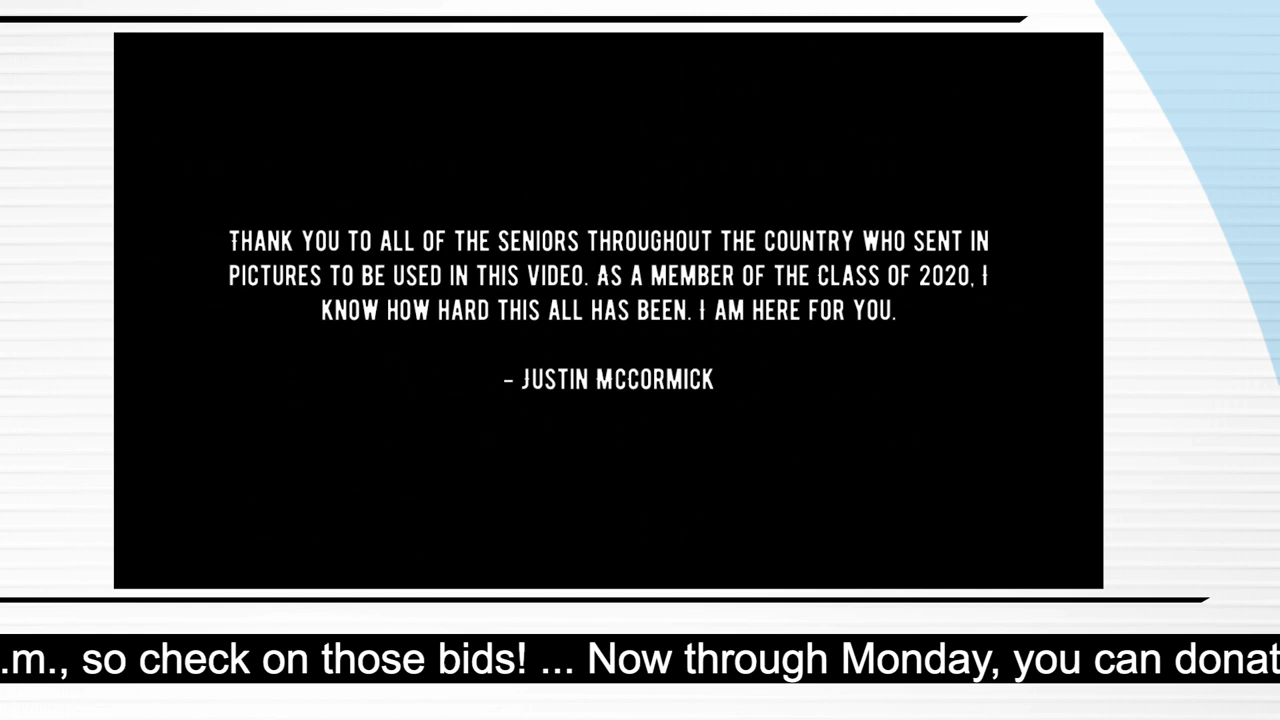 THANK YOU TO ALL OF THE SENIORS THROUGHOUT THE COUNTRY WHO SENT IN
PICTURES TO BE USED IN THIS VIDEO. AS A MEMBER OF THE CLASS OF 2020, I
KNOW HOW HARD THIS ALL HAS BEEN. I AM HERE FOR YOU.
- JUSTIN MCCORMICK
.m., so check on those bids! ... Now through Monday, you can donat